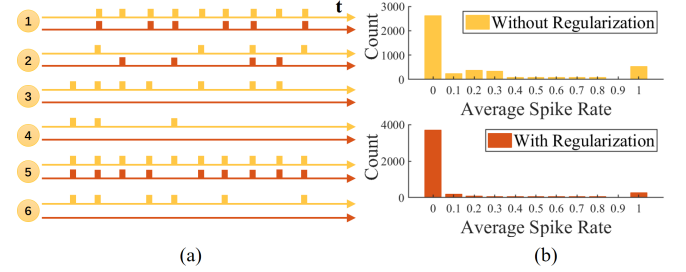 t
1
2
3
4
5
6
(a)
3000
2000
1000
0
Count
Without Regularization
0 0.1 0.2 0.3 0.4 0.5 0.6 0.7 0.8 0.9 1
Average Spike Rate
4000
2000
0
Count
With Regularization
0 0.1 0.2 0.3 0.4 0.5 0.6 0.7 0.8 0.9 1
Average Spike Rate
(b)